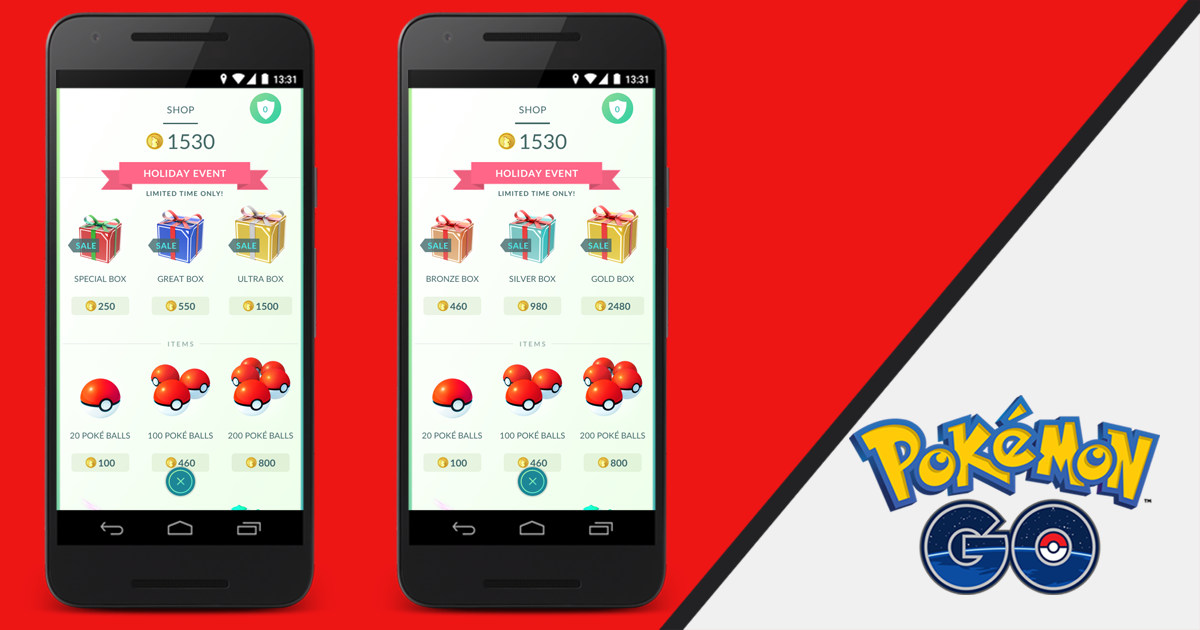 13:31
SHOP
0
1530
HOLIDAY EVENT
LIMITED TIME ONLY!
SALE SALE SALE
SPECIAL BOX GREAT BOX ULTRA BOX
250 550 1500
ITEMS
20 POKÉ BALLS 100 POKÉ BALLS 200 POKÉ BALLS
100 460 800
13:31
SHOP
0
1530
HOLIDAY EVENT
LIMITED TIME ONLY!
SALE SALE SALE
BRONZE BOX SILVER BOX GOLD BOX
460 980 2480
ITEMS
20 POKÉ BALLS 100 POKÉ BALLS 200 POKÉ BALLS
100 460 800
POKéMON™
GO